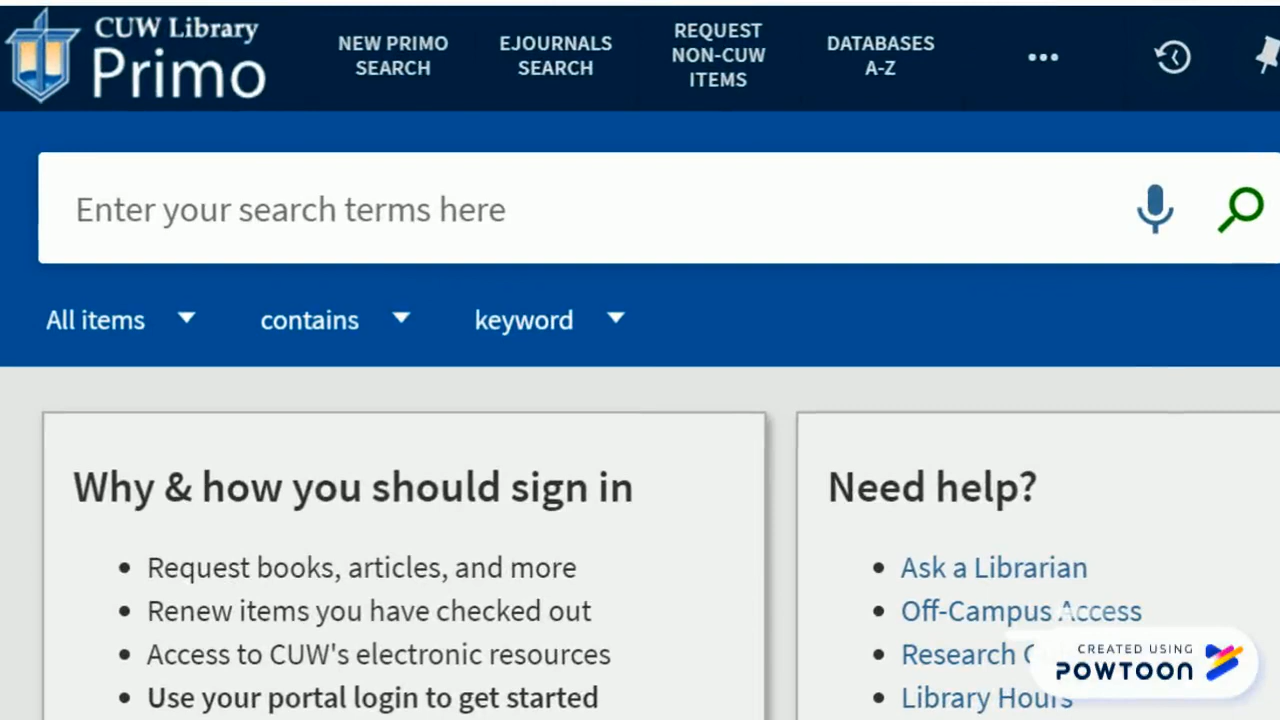 CUW Library
Primo
NEW PRIMO
SEARCH
EJOURNALS
SEARCH
REQUEST
NON-CUW
ITEMS
DATABASES
A-Z
Enter your search terms here
All items
contains
keyword
Why & how you should sign in
Request books, articles, and more
Renew items you have checked out
Access to CUW's electronic resources
Use your portal login to get started
Need help?
Ask a Librarian
Off-Campus Access
Research
Library Hours
CREATED USING
POWTOON